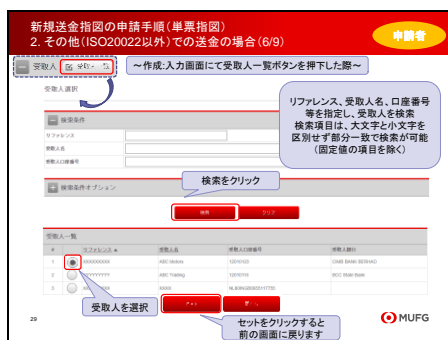 新規送金指図の申請手順(単票指図)
2. その他(ISO20022以外)での送金の場合(6/9)
申請者
受取人
～作成:入力画面にて受取人一覧ボタンを押下した際～
受取人選択
リファレンス、受取人名、口座番号
等を指定し、受取人を検索
検索項目は、大文字と小文字を
区別せず部分一致で検索が可能
(固定値の項目を除く)
検索条件
リファレンス
受取人名
受取人口座番号
検索条件オプション
検索をクリック
検索
クリア
受取人一覧
# リファレンス 受取人名 受取人口座番号 受取人銀行
1
2 ABC Trading
3
受取人を選択
セットをクリックすると
前の画面に戻ります
29
MUFG